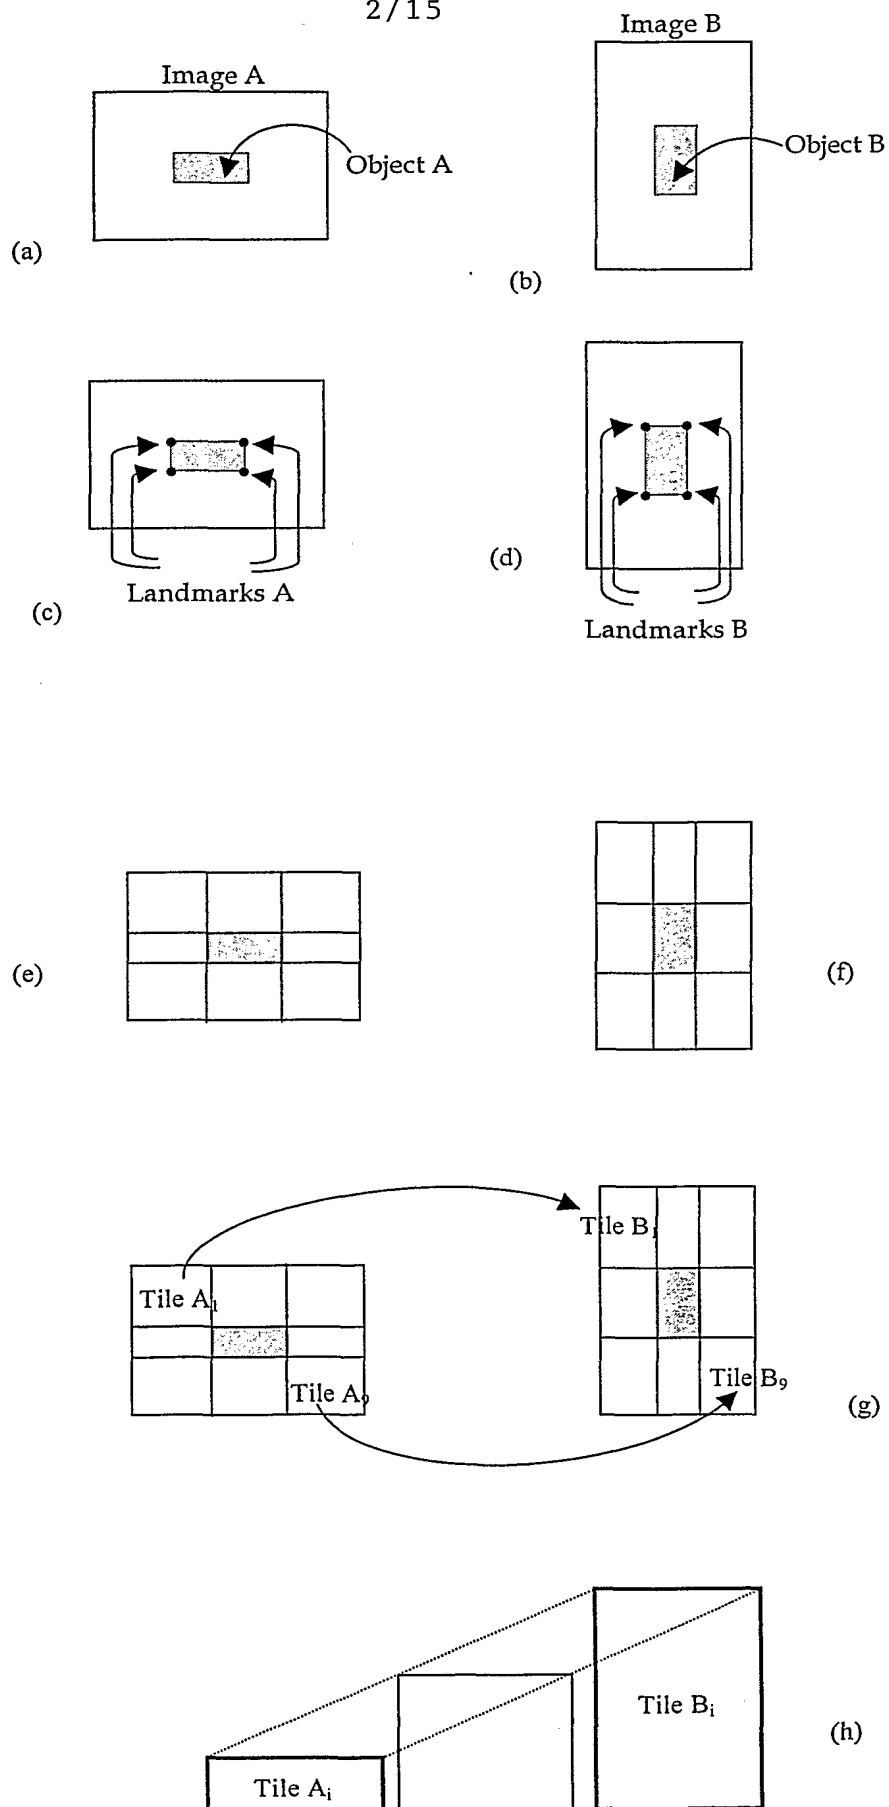 2/15
Image A
Image B
Object A
Object B
(a)
(b)
Landmarks A
(c)
(d)
Landmarks B
(e)
(f)
Tile A₁
Tile B₁
Tile A₉
Tile B₉
(g)
Tile Bᵢ
(h)
Tile Aᵢ